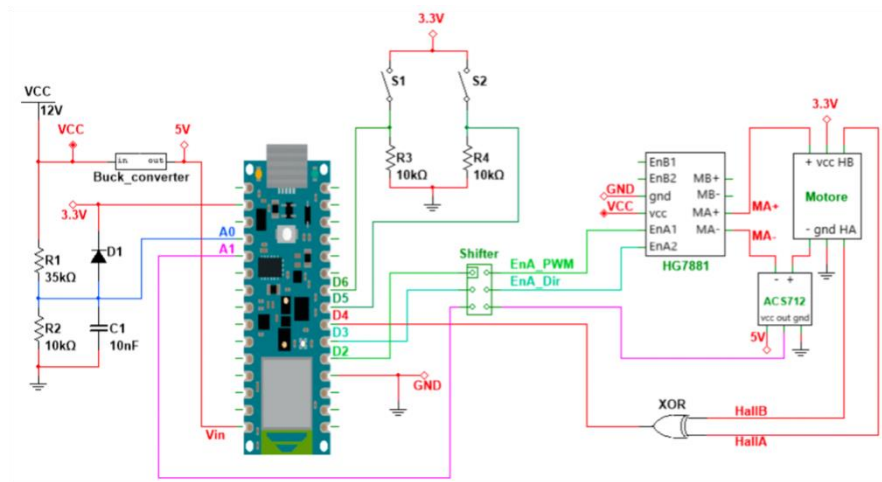 3.3V
VCC
12V
VCC
5V
in out
Buck_converter
S1
S2
R3
10kΩ
R4
10kΩ
3.3V
A0
A1
D1
R1
35kΩ
R2
10kΩ
C1
10nF
Vin
D6
D5
D4
D3
D2
GND
Shifter
EnA_PWM
EnA_Dir
EnB1
EnB2
gnd
vcc
EnA1
EnA2
MB+
MB-
MA+
MA-
HG7881
GND
VCC
MA+
MA-
3.3V
+ vcc HB
Motore
- gnd HA
- +
ACS712
vcc out gnd
5V
XOR
HallB
HallA